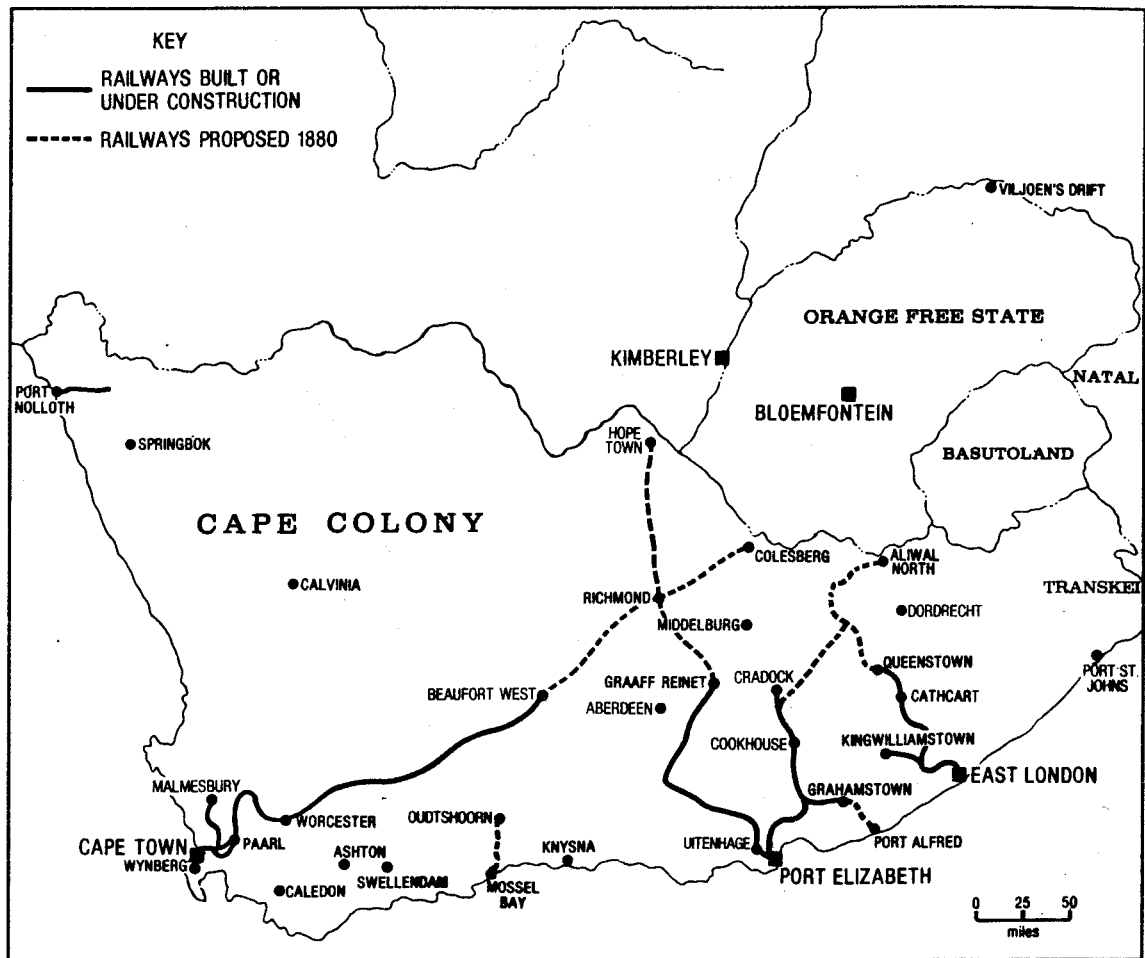 KEY
RAILWAYS BUILT OR
UNDER CONSTRUCTION
RAILWAYS PROPOSED 1880
VILJOEN'S DRIFT
ORANGE FREE STATE
KIMBERLEY
BLOEMFONTEIN
NATAL
PORT
NOLLOTH
SPRINGBOK
HOPE
TOWN
BASUTOLAND
CAPE COLONY
COLESBERG
ALIWAL
NORTH
CALVINIA
TRANSKEI
RICHMOND
DORDRECHT
MIDDELBURG
PORT ST.
JOHNS
QUEENSTOWN
GRAAFF REINET
CRADOCK
BEAUFORT WEST
CATHCART
ABERDEEN
COOKHOUSE
KINGWILLIAMSTOWN
EAST LONDON
MALMESBURY
GRAHAMSTOWN
WORCESTER
OUDTSHOORN
PAARL
PORT ALFRED
CAPE TOWN
UITENHAGE
WYNBERG
ASHTON
KNYSNA
SWELLENDAM
PORT ELIZABETH
CALEDON
MOSSEL
BAY
0 25 50
miles